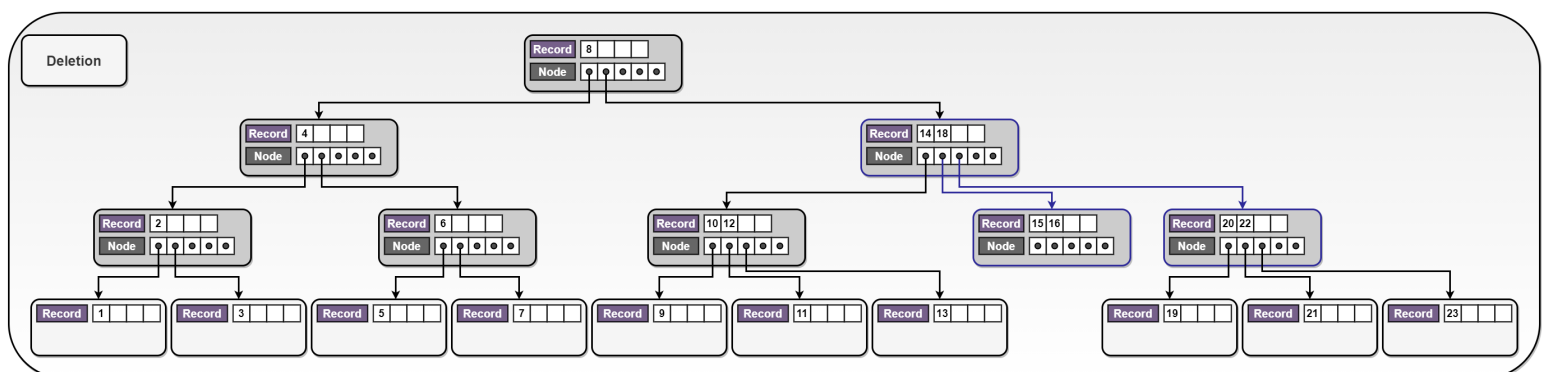 Deletion
Record 8
Node
Record 4
Node
Record 14 18
Node
Record 2
Node
Record 6
Node
Record 10 12
Node
Record 15 16
Node
Record 20 22
Node
Record 1
Record 3
Record 5
Record 7
Record 9
Record 11
Record 13
Record 19
Record 21
Record 23